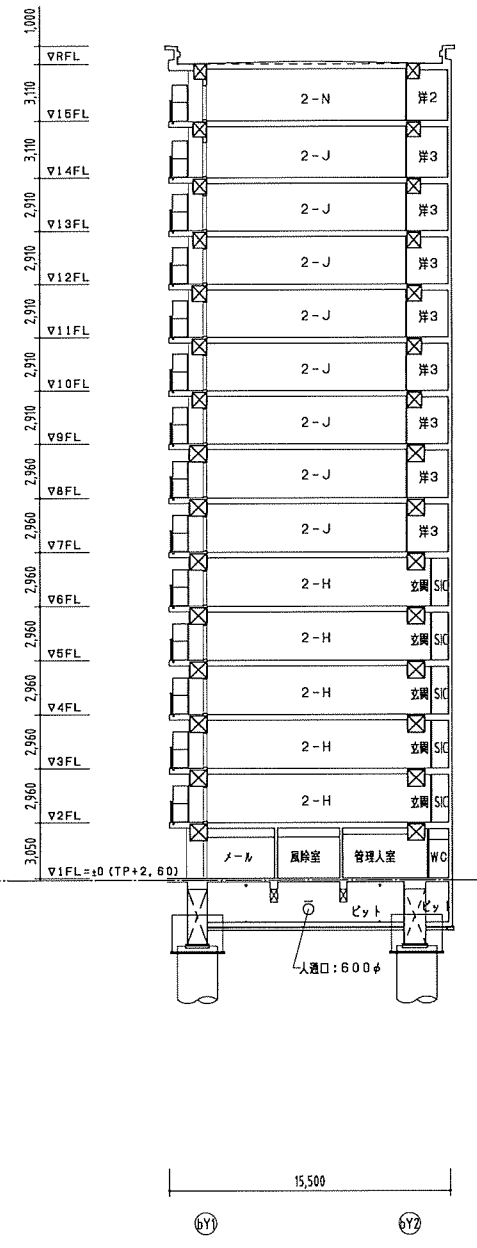 1,000
▽RFL
3,110
2-N 洋2
▽15FL
3,110
2-J 洋3
▽14FL
2,910
2-J 洋3
▽13FL
2,910
2-J 洋3
▽12FL
2,910
2-J 洋3
▽11FL
2,910
2-J 洋3
▽10FL
2,910
2-J 洋3
▽9FL
2,960
2-J 洋3
▽8FL
2,960
2-J 洋3
▽7FL
2,960
2-H 玄関 SIC
▽6FL
2,960
2-H 玄関 SIC
▽5FL
2,960
2-H 玄関 SIC
▽4FL
2,960
2-H 玄関 SIC
▽3FL
2,960
2-H 玄関 SIC
▽2FL
3,050
メール 風除室 管理人室 WC
▽1FL=±0 (TP+2,60)
ピット ピット
人通口:600φ
15,500
bY1 bY2